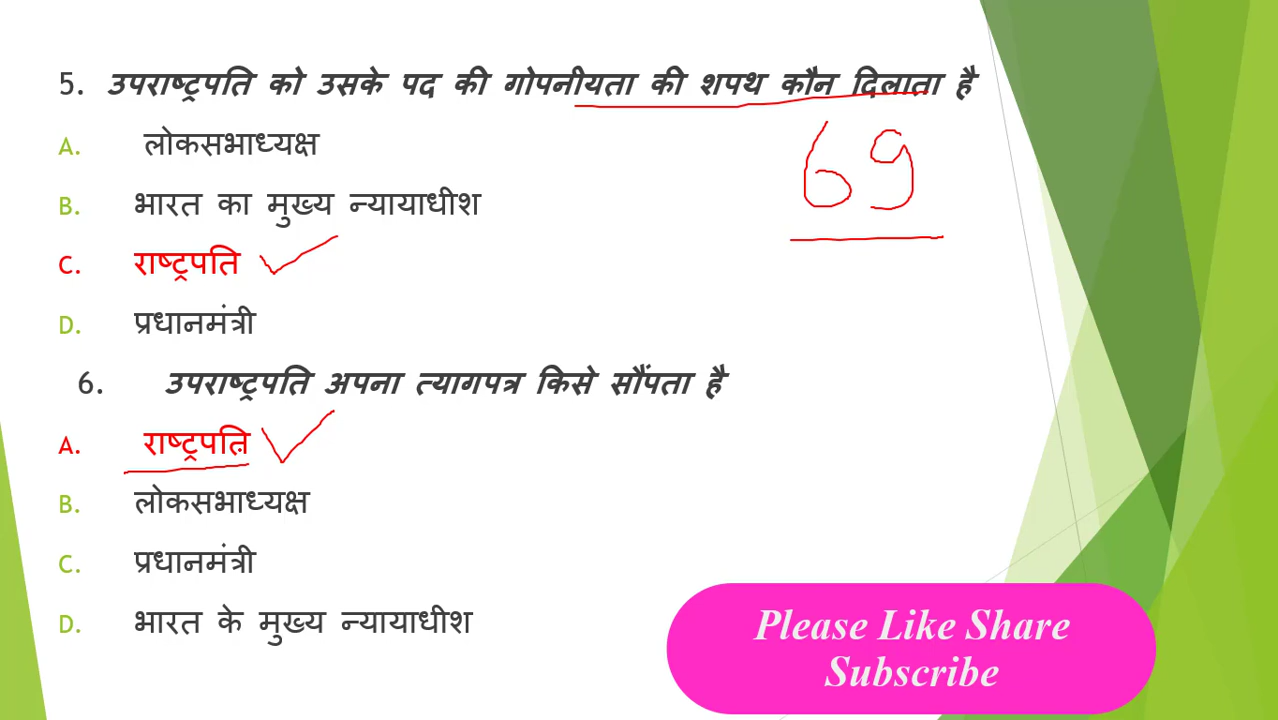 5. उपराष्ट्रपति को उसके पद की गोपनीयता की शपथ कौन दिलाता है
A. लोकसभाध्यक्ष
69
B. भारत का मुख्य न्यायाधीश
C. राष्ट्रपति
D. प्रधानमंत्री
6. उपराष्ट्रपति अपना त्यागपत्र किसे सौंपता है
A. राष्ट्रपति
B. लोकसभाध्यक्ष
C. प्रधानमंत्री
D. भारत के मुख्य न्यायाधीश
Please Like Share
Subscribe